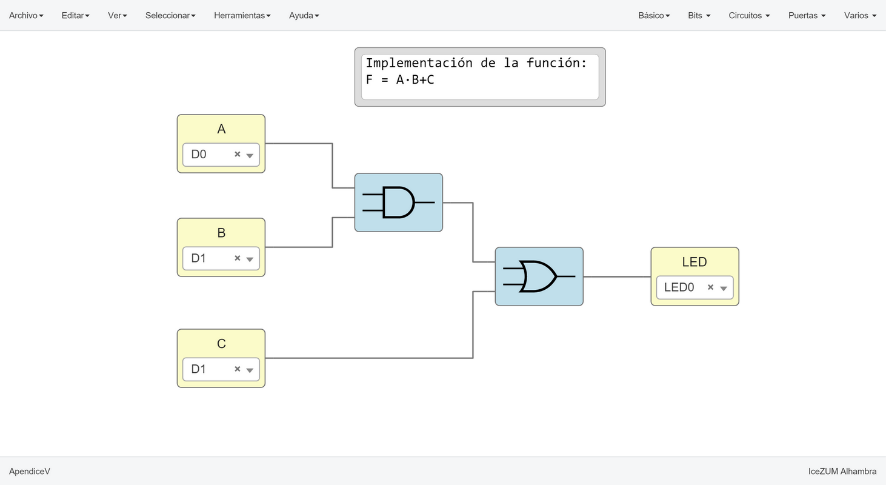 Archivo Editar Ver Seleccionar Herramientas Ayuda Básico Bits Circuitos Puertas Varios
Implementación de la función:
F = A·B+C
A
D0
B
D1
C
D1
LED
LED0
ApendiceV IceZUM Alhambra